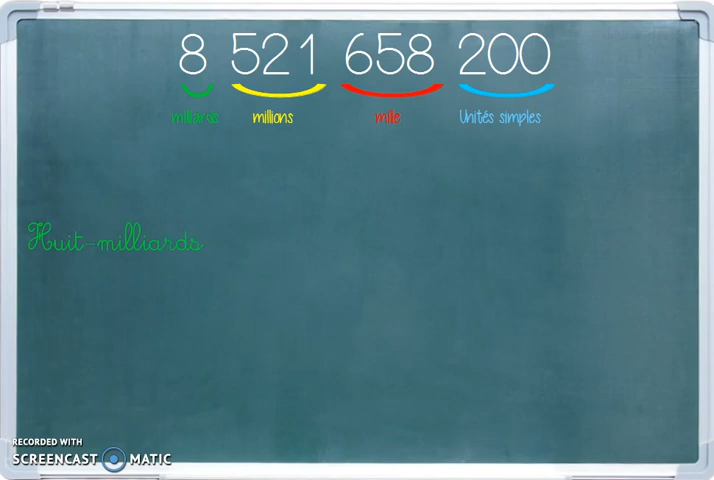 8 521 658 200
milliards millions mille Unités simples
Huit-milliards
RECORDED WITH
SCREENCAST MATIC